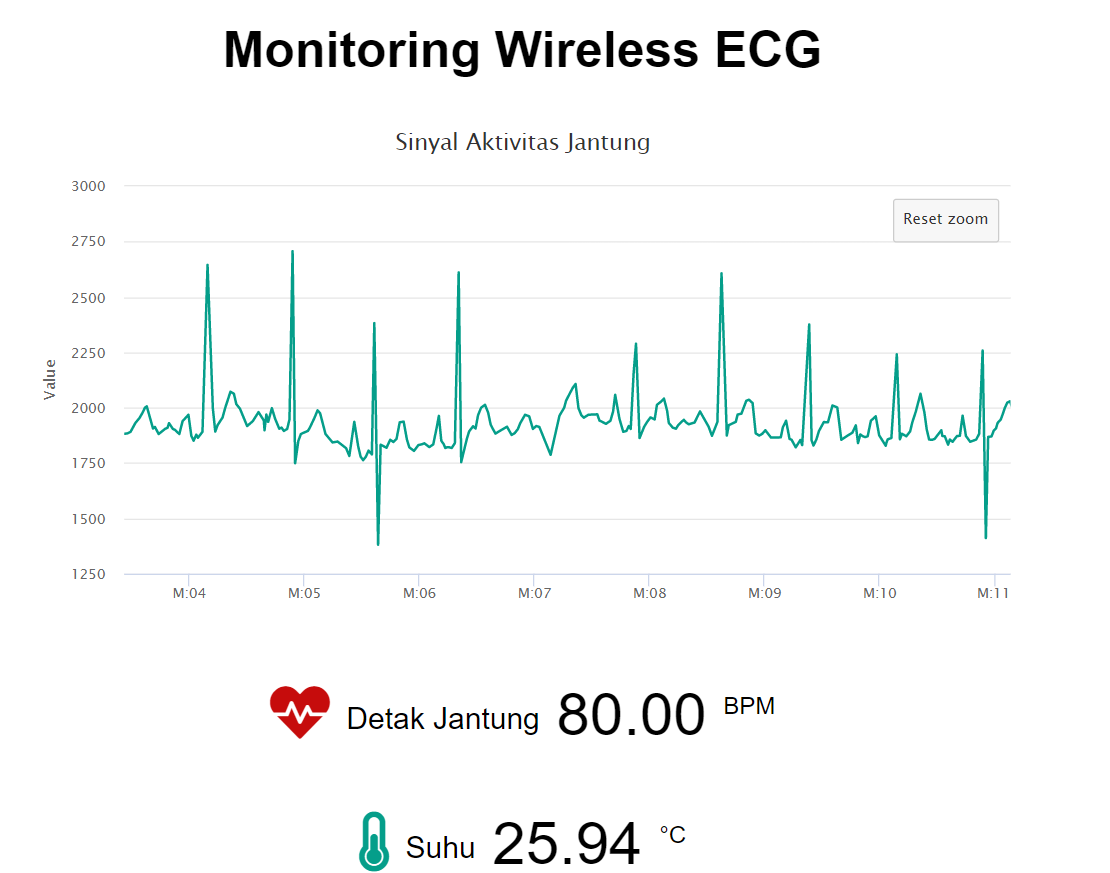 Monitoring Wireless ECG
Sinyal Aktivitas Jantung
3000
Reset zoom
2750
2500
2250
Value
2000
1750
1500
1250
M:04 M:05 M:06 M:07 M:08 M:09 M:10 M:11
Detak Jantung 80.00 BPM
Suhu 25.94 °C